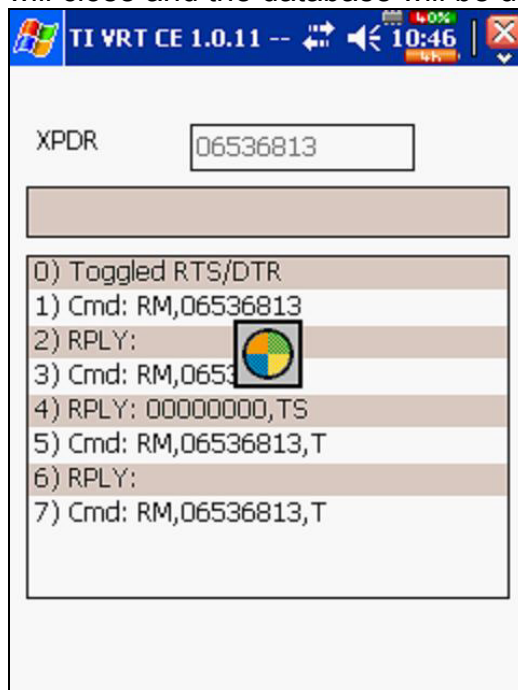 TI VRT CE 1.0.11 -- 10:46
40%
4h
XPDR 06536813
0) Toggled RTS/DTR
1) Cmd: RM,06536813
2) RPLY:
3) Cmd: RM,0653
4) RPLY: 00000000,TS
5) Cmd: RM,06536813,T
6) RPLY:
7) Cmd: RM,06536813,T